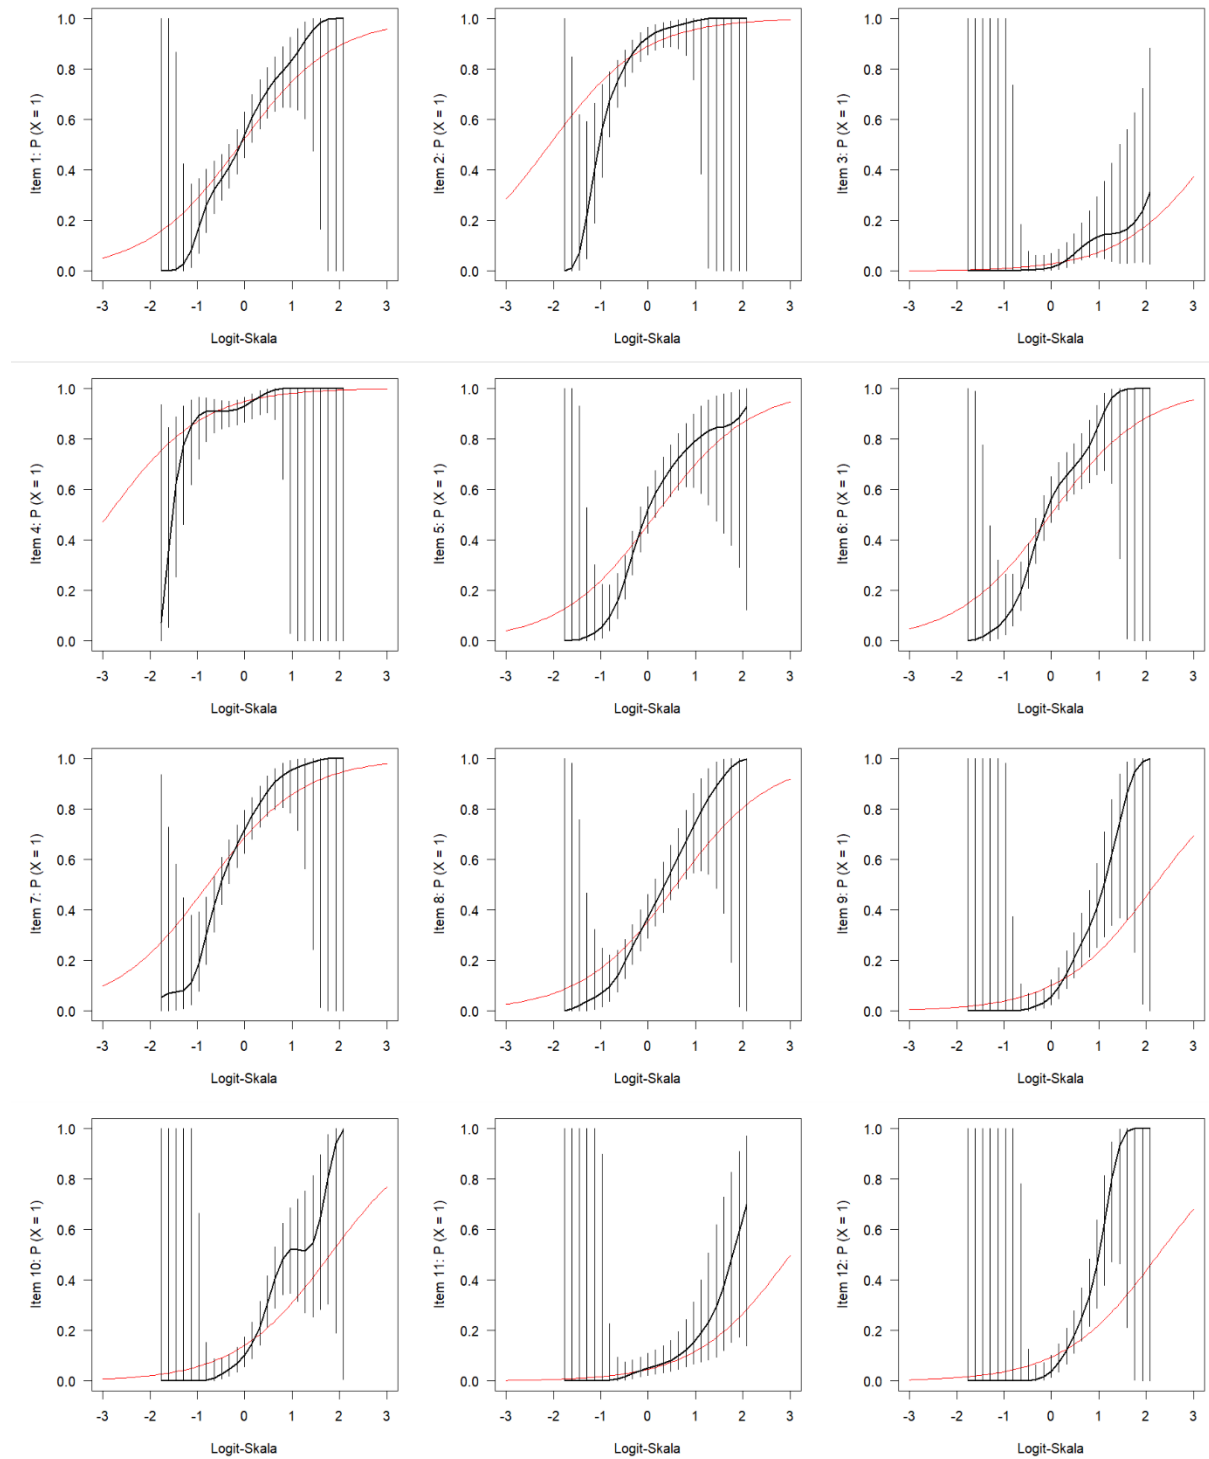 1.0 1.0 1.0
0.8 0.8 0.8
0.6 0.6 0.6
Item 1: P (X = 1) Item 2: P (X = 1) Item 3: P (X = 1)
0.4 0.4 0.4
0.2 0.2 0.2
0.0 0.0 0.0
-3 -2 -1 0 1 2 3 -3 -2 -1 0 1 2 3 -3 -2 -1 0 1 2 3
Logit-Skala Logit-Skala Logit-Skala
1.0 1.0 1.0
0.8 0.8 0.8
0.6 0.6 0.6
Item 4: P (X = 1) Item 5: P (X = 1) Item 6: P (X = 1)
0.4 0.4 0.4
0.2 0.2 0.2
0.0 0.0 0.0
-3 -2 -1 0 1 2 3 -3 -2 -1 0 1 2 3 -3 -2 -1 0 1 2 3
Logit-Skala Logit-Skala Logit-Skala
1.0 1.0 1.0
0.8 0.8 0.8
0.6 0.6 0.6
Item 7: P (X = 1) Item 8: P (X = 1) Item 9: P (X = 1)
0.4 0.4 0.4
0.2 0.2 0.2
0.0 0.0 0.0
-3 -2 -1 0 1 2 3 -3 -2 -1 0 1 2 3 -3 -2 -1 0 1 2 3
Logit-Skala Logit-Skala Logit-Skala
1.0 1.0 1.0
0.8 0.8 0.8
0.6 0.6 0.6
Item 10: P (X = 1) Item 11: P (X = 1) Item 12: P (X = 1)
0.4 0.4 0.4
0.2 0.2 0.2
0.0 0.0 0.0
-3 -2 -1 0 1 2 3 -3 -2 -1 0 1 2 3 -3 -2 -1 0 1 2 3
Logit-Skala Logit-Skala Logit-Skala